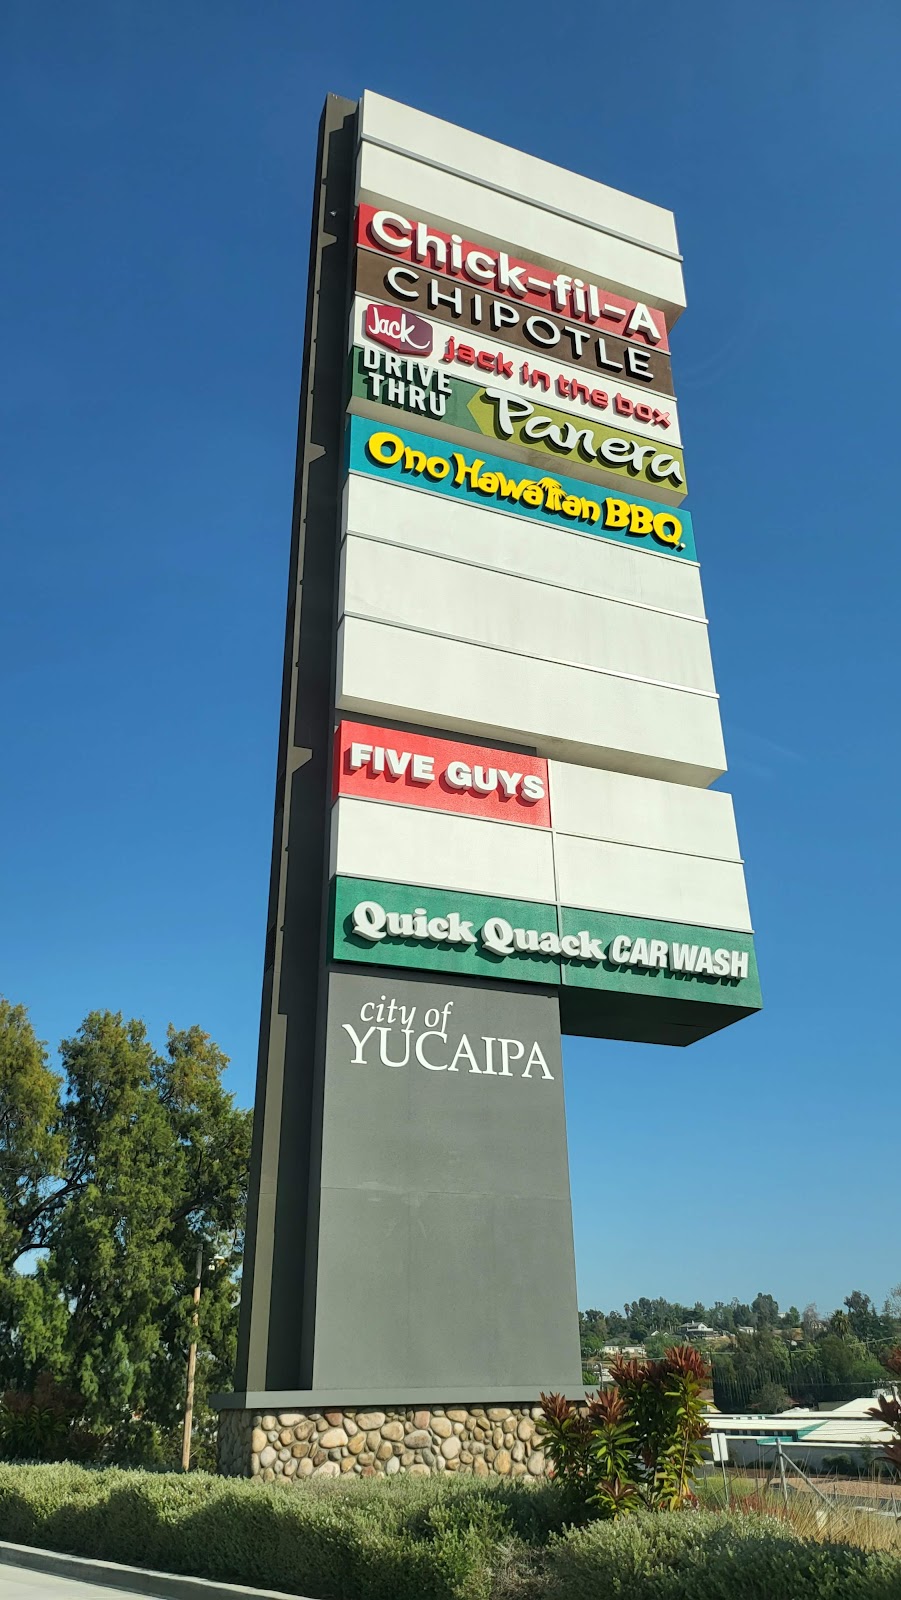 Chick-fil-A
CHIPOTLE
Jack jack in the box
DRIVE
THRU
Panera
Ono Hawaiian BBQ
FIVE GUYS
Quick Quack CAR WASH
city of
YUCAIPA